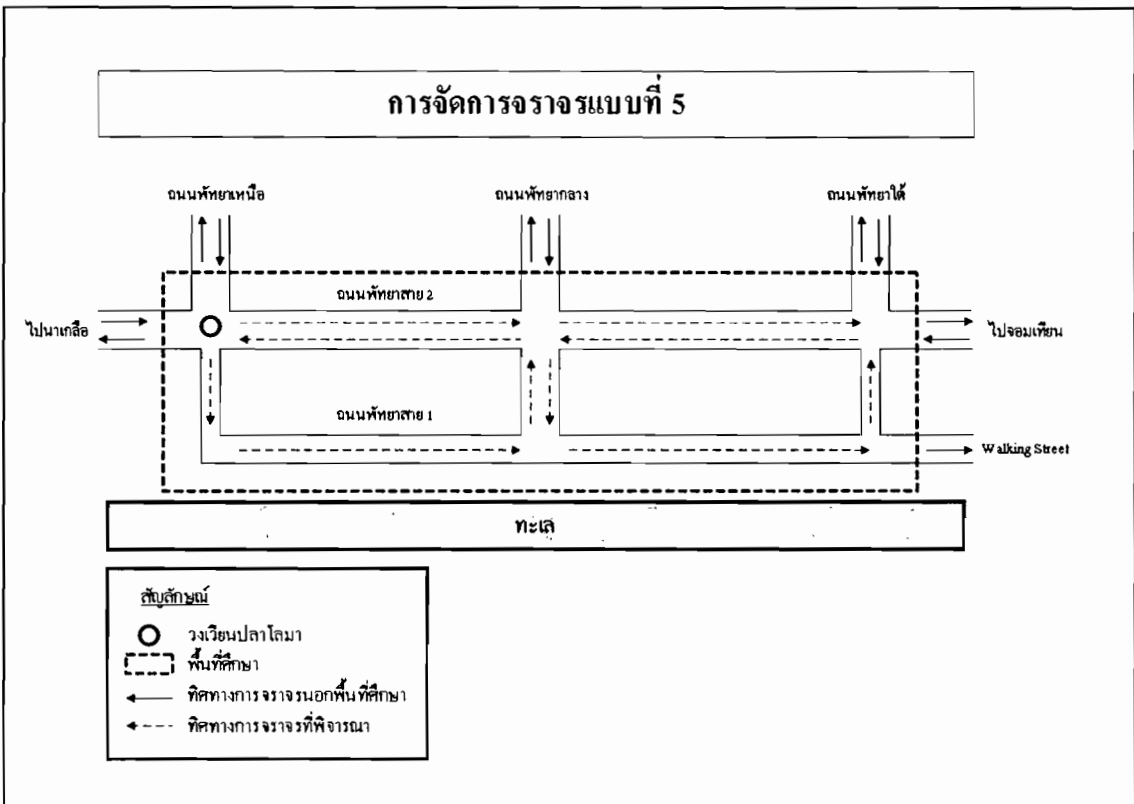 การจัดการจราจรแบบที่ 5
ถนนพัทยาเหนือ
ถนนพัทยากลาง
ถนนพัทยาใต้
ถนนพัทยาสาย 2
ไปนาเกลือ
ไปจอมเทียน
ถนนพัทยาสาย 1
Walking Street
ทะเล
สัญลักษณ์
วงเวียนปลาโลมา
พื้นที่ศึกษา
ทิศทางการจราจรนอกพื้นที่ศึกษา
ทิศทางการจราจรที่พิจารณา